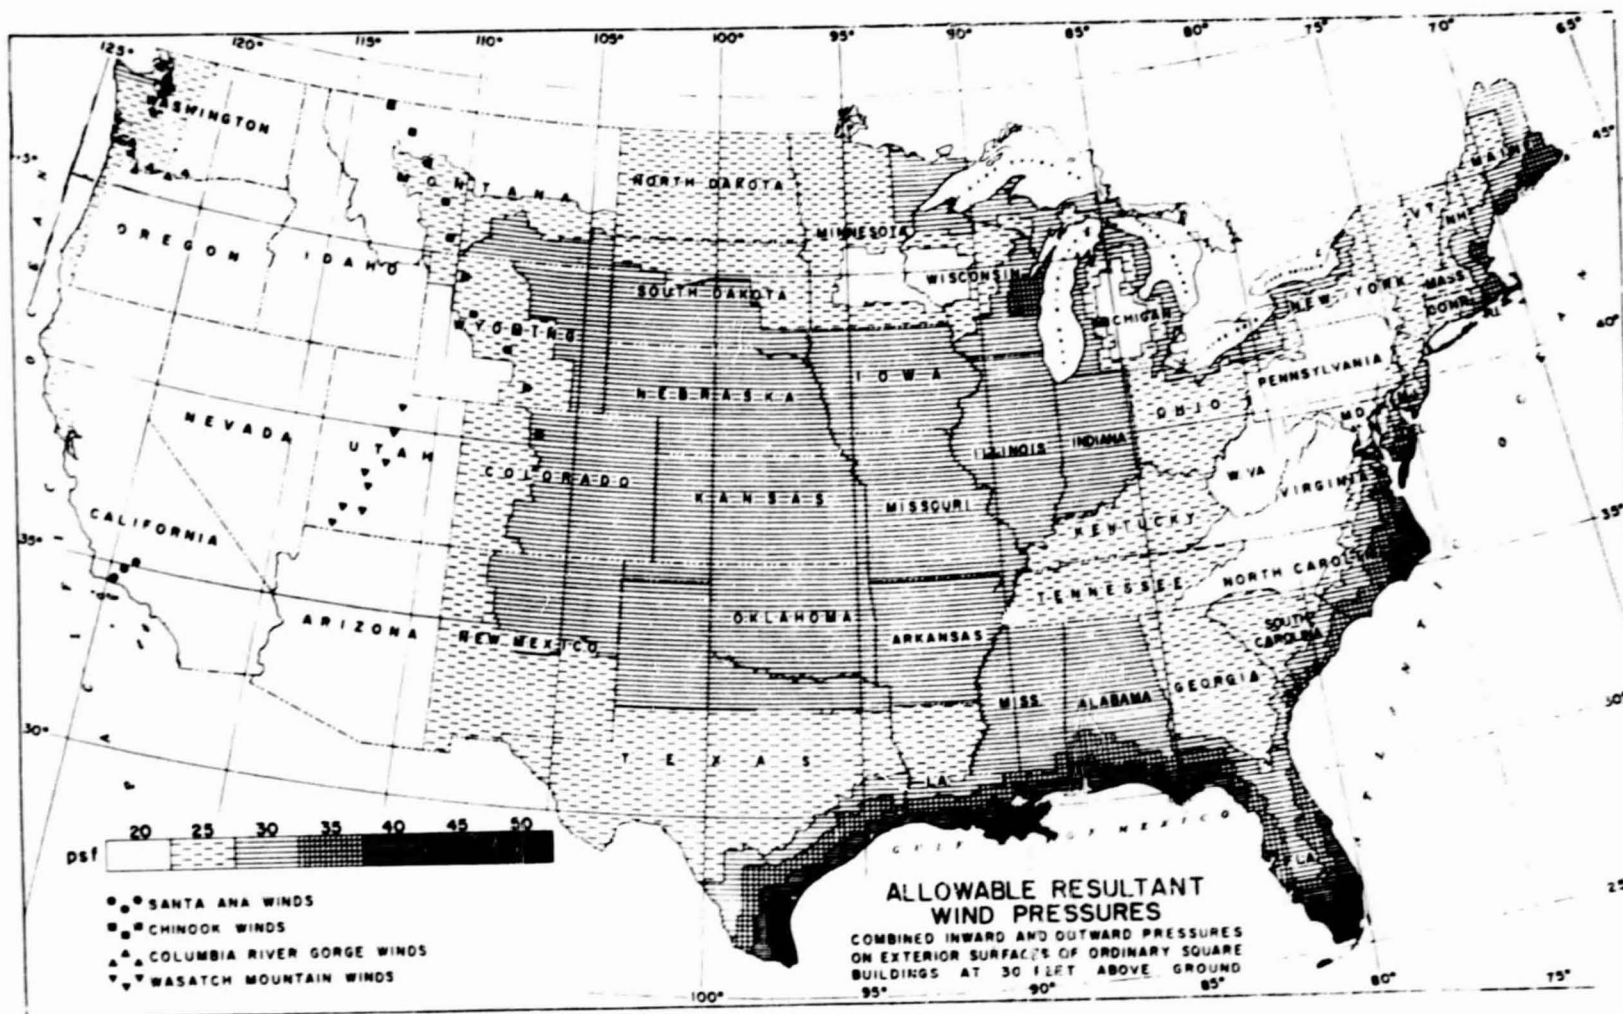 125° 120° 115° 110° 105° 100° 95° 90° 85° 80° 75° 70° 65°
WASHINGTON
MONTANA
NORTH DAKOTA
MINNESOTA
MAINE
45°
OREGON
IDAHO
WISCONSIN
VT.
NH
SOUTH DAKOTA
MICHIGAN
NEW YORK
MASS
CONN
RI
WYOMING
IOWA
PENNSYLVANIA
40°
NEVADA
UTAH
NEBRASKA
ILLINOIS
INDIANA
OHIO
MD
COLORADO
KANSAS
MISSOURI
W VA
VIRGINIA
CALIFORNIA
KENTUCKY
35°
35°
NORTH CAROLINA
TENNESSEE
ARIZONA
NEW MEXICO
OKLAHOMA
ARKANSAS
SOUTH
CAROLINA
MISS.
ALABAMA
GEORGIA
30°
TEXAS
LA.
FLA.
GULF OF MEXICO
20 25 30 35 40 45 50
psf
SANTA ANA WINDS
CHINOOK WINDS
COLUMBIA RIVER GORGE WINDS
WASATCH MOUNTAIN WINDS
ALLOWABLE RESULTANT
WIND PRESSURES
COMBINED INWARD AND OUTWARD PRESSURES
ON EXTERIOR SURFACES OF ORDINARY SQUARE
BUILDINGS AT 30 FEET ABOVE GROUND
100° 95° 90° 85° 80° 75°